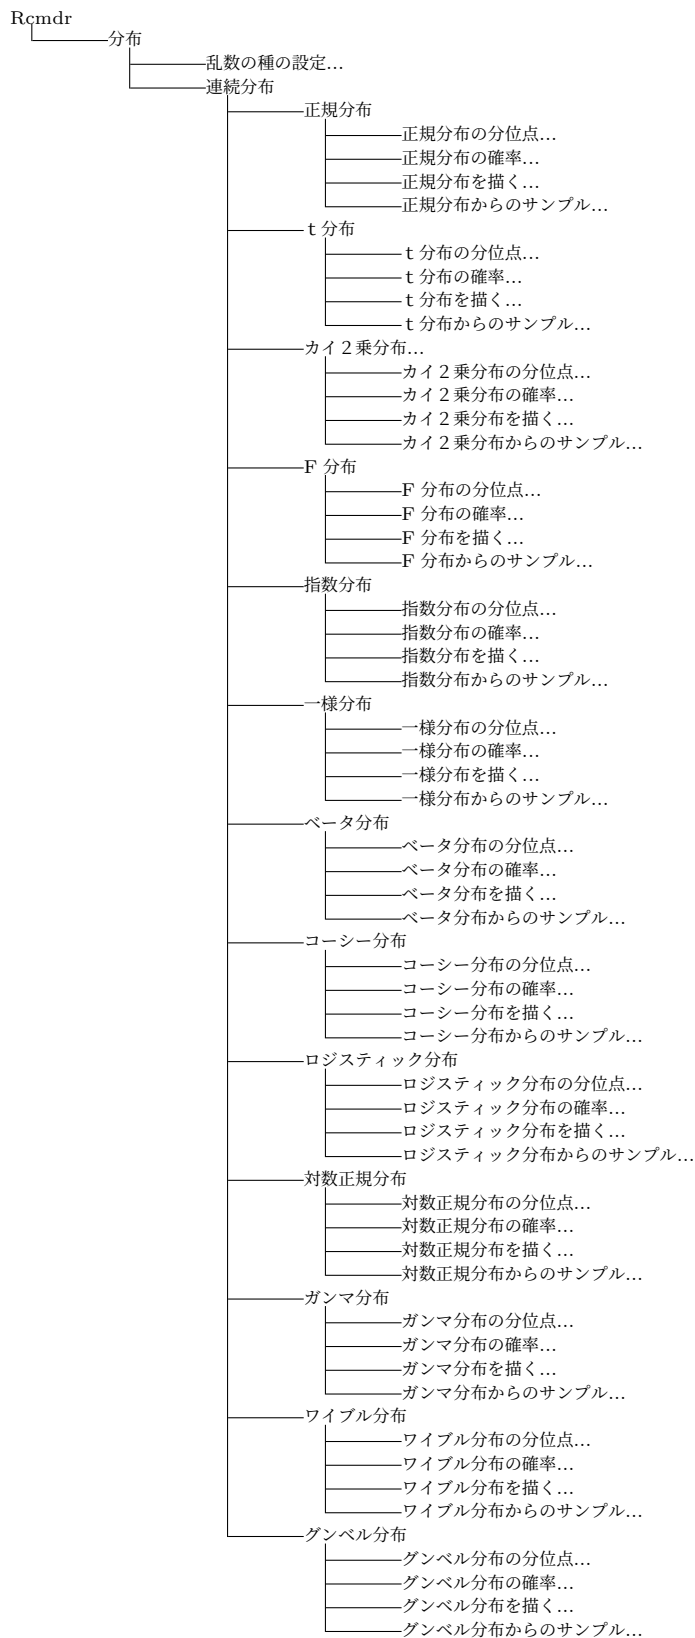 Rcmdr
分布
乱数の種の設定...
連続分布
正規分布
正規分布の分位点...
正規分布の確率...
正規分布を描く...
正規分布からのサンプル...
ｔ分布
ｔ分布の分位点...
ｔ分布の確率...
ｔ分布を描く...
ｔ分布からのサンプル...
カイ２乗分布...
カイ２乗分布の分位点...
カイ２乗分布の確率...
カイ２乗分布を描く...
カイ２乗分布からのサンプル...
F 分布
F 分布の分位点...
F 分布の確率...
F 分布を描く...
F 分布からのサンプル...
指数分布
指数分布の分位点...
指数分布の確率...
指数分布を描く...
指数分布からのサンプル...
一様分布
一様分布の分位点...
一様分布の確率...
一様分布を描く...
一様分布からのサンプル...
ベータ分布
ベータ分布の分位点...
ベータ分布の確率...
ベータ分布を描く...
ベータ分布からのサンプル...
コーシー分布
コーシー分布の分位点...
コーシー分布の確率...
コーシー分布を描く...
コーシー分布からのサンプル...
ロジスティック分布
ロジスティック分布の分位点...
ロジスティック分布の確率...
ロジスティック分布を描く...
ロジスティック分布からのサンプル...
対数正規分布
対数正規分布の分位点...
対数正規分布の確率...
対数正規分布を描く...
対数正規分布からのサンプル...
ガンマ分布
ガンマ分布の分位点...
ガンマ分布の確率...
ガンマ分布を描く...
ガンマ分布からのサンプル...
ワイブル分布
ワイブル分布の分位点...
ワイブル分布の確率...
ワイブル分布を描く...
ワイブル分布からのサンプル...
グンベル分布
グンベル分布の分位点...
グンベル分布の確率...
グンベル分布を描く...
グンベル分布からのサンプル...